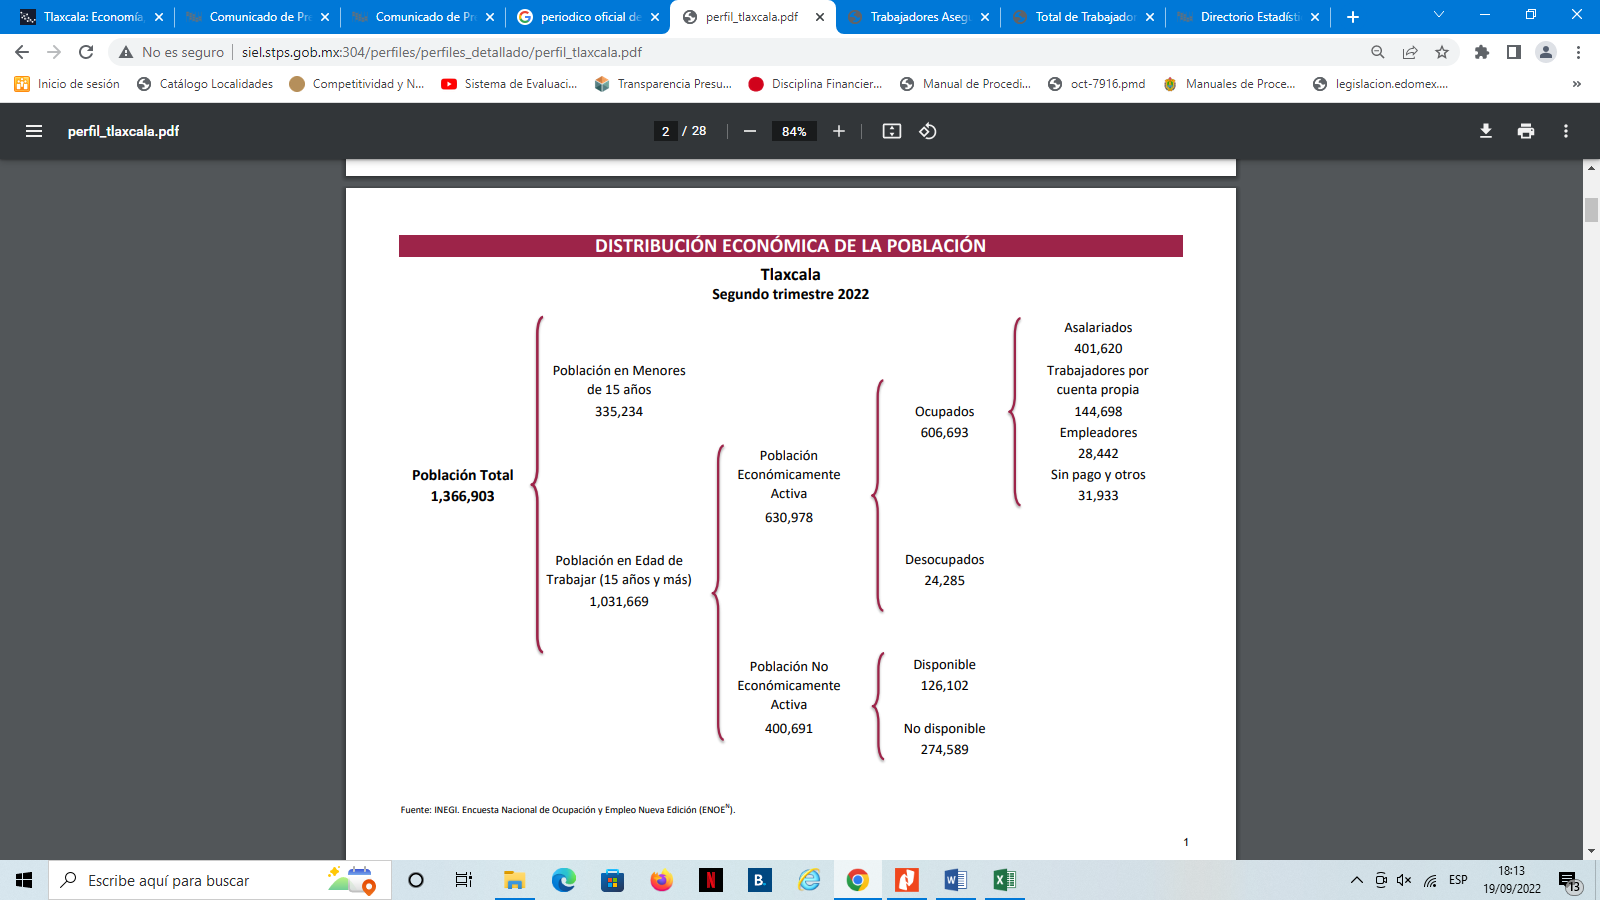 Tlaxcala: Economía,
Comunicado de Pre
Comunicado de Pre
periodico oficial de
perfil_tlaxcala.pdf
Trabajadores Asegu
Total de Trabajador
Directorio Estadísti
No es seguro
siel.stps.gob.mx:304/perfiles/perfiles_detallado/perfil_tlaxcala.pdf
Inicio de sesión
Catálogo Localidades
Competitividad y N...
Sistema de Evaluaci...
Transparencia Presu...
Disciplina Financier...
Manual de Procedi...
oct-7916.pmd
Manuales de Proce...
legislacion.edomex....
»
perfil_tlaxcala.pdf
2 / 28
84%
DISTRIBUCIÓN ECONÓMICA DE LA POBLACIÓN
Tlaxcala
Segundo trimestre 2022
Población Total
1,366,903
Población en Menores
de 15 años
335,234
Población en Edad de
Trabajar (15 años y más)
1,031,669
Población
Económicamente
Activa
630,978
Población No
Económicamente
Activa
400,691
Ocupados
606,693
Desocupados
24,285
Disponible
126,102
No disponible
274,589
Asalariados
401,620
Trabajadores por
cuenta propia
144,698
Empleadores
28,442
Sin pago y otros
31,933
Fuente: INEGI. Encuesta Nacional de Ocupación y Empleo Nueva Edición (ENOEᴺ).
1
Escribe aquí para buscar
N
B.
ESP
18:13
19/09/2022
13